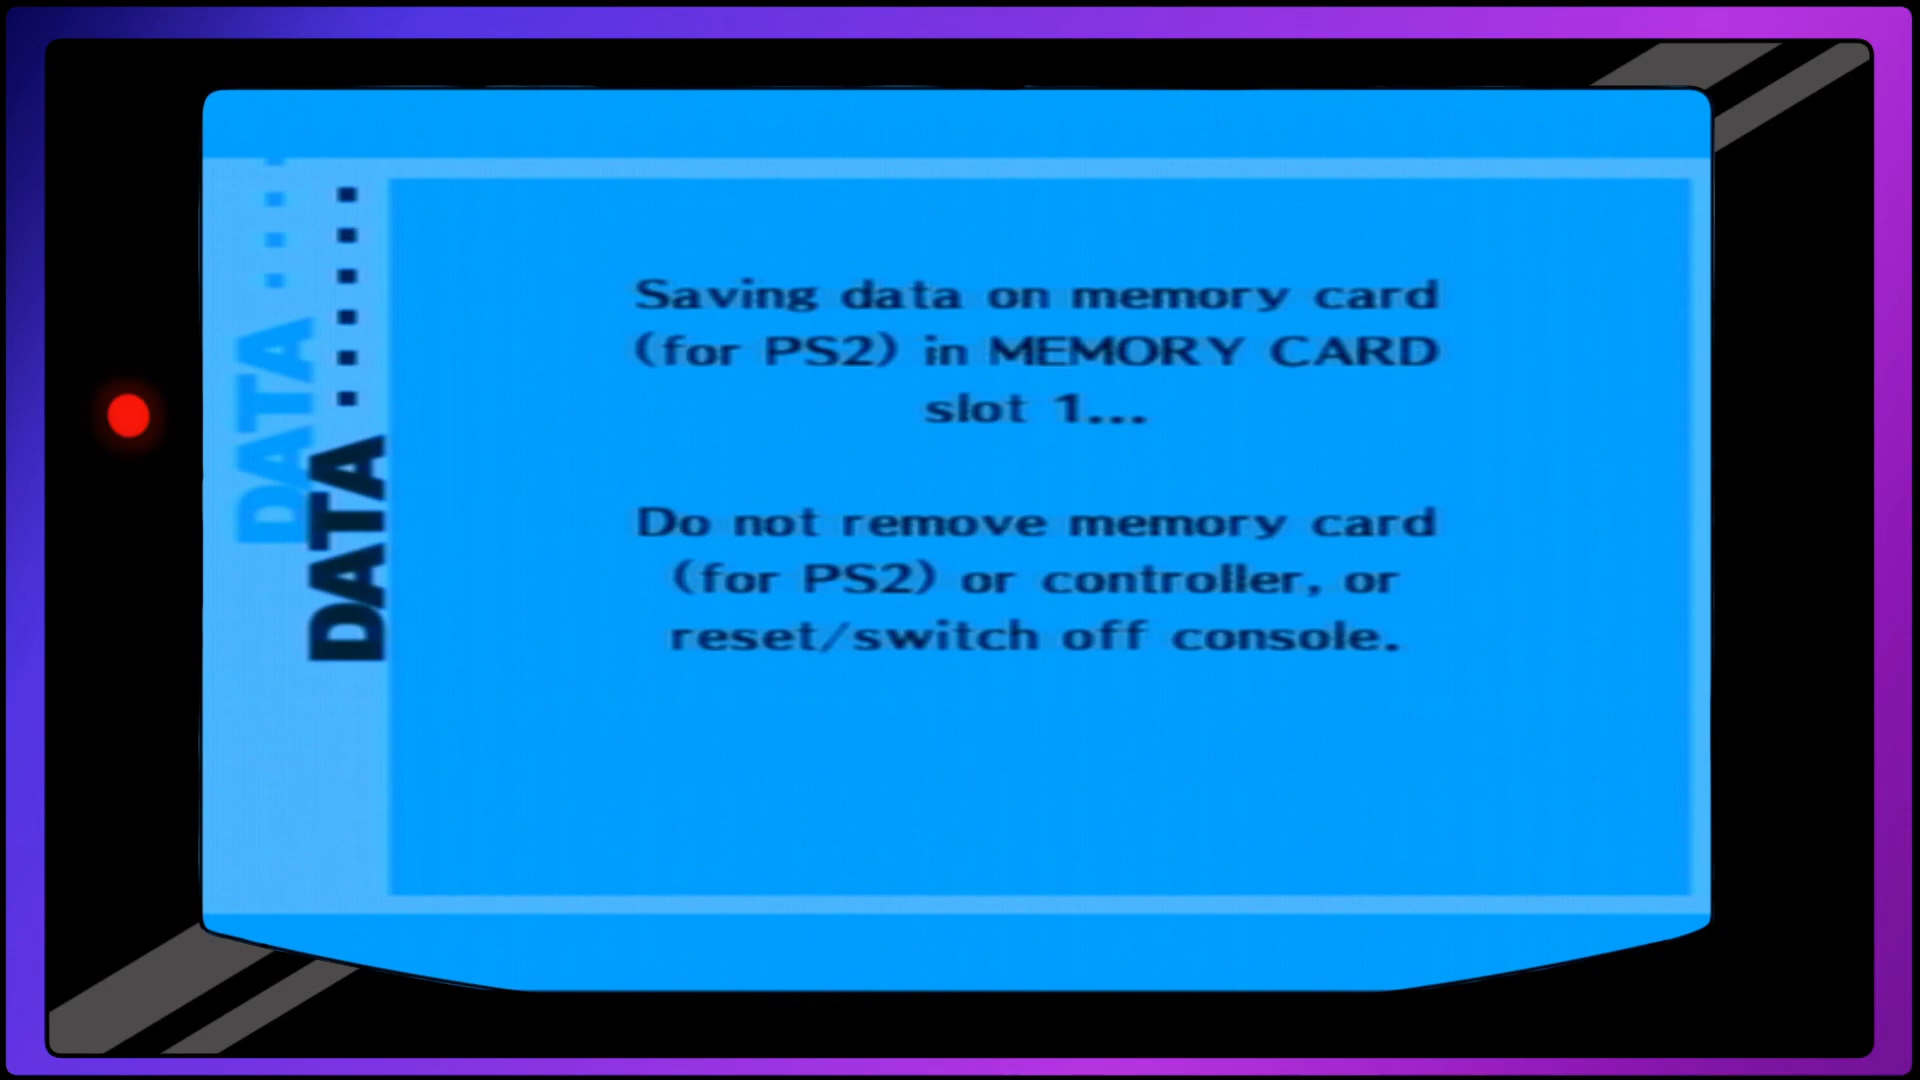 DATA ....
DATA ......
Saving data on memory card
(for PS2) in MEMORY CARD
slot 1...
Do not remove memory card
(for PS2) or controller, or
reset/switch off console.